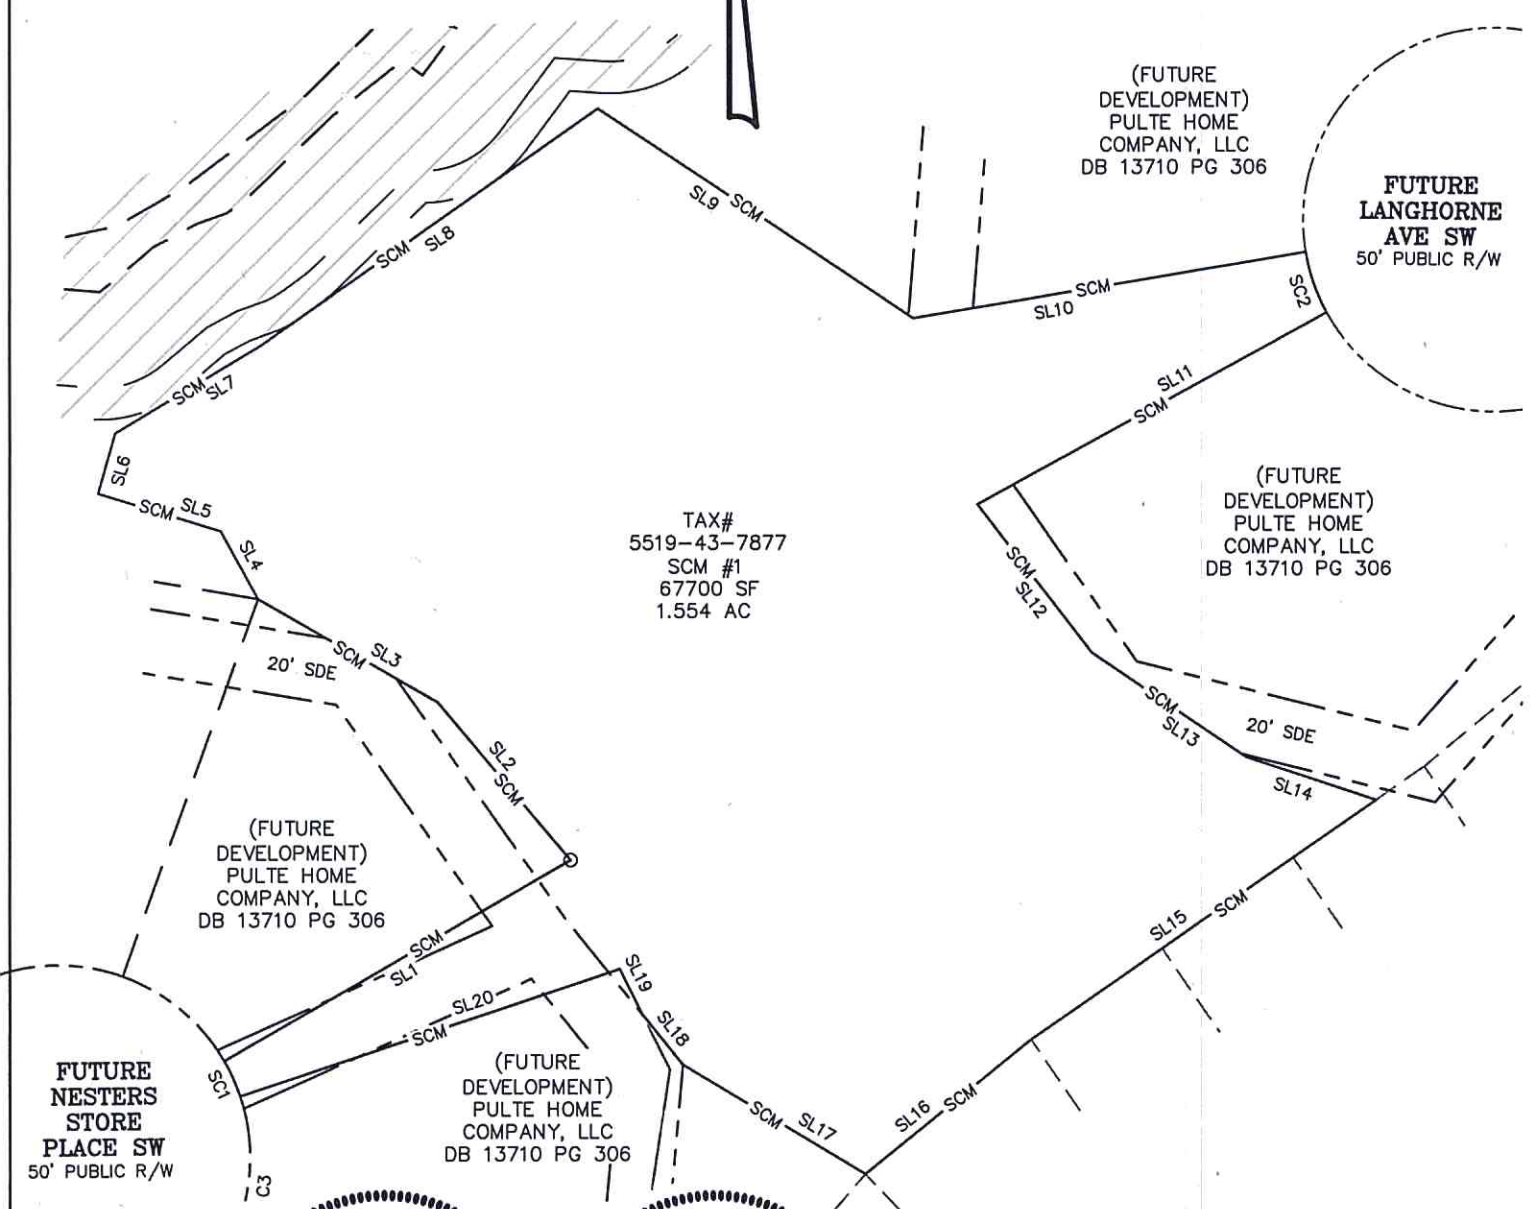 (FUTURE
DEVELOPMENT)
PULTE HOME
COMPANY, LLC
DB 13710 PG 306
FUTURE
LANGHORNE
AVE SW
50' PUBLIC R/W
SL9
SCM
SCM
SL8
SC2
SCM
SL10
SCM
SL7
SL11
SCM
SL6
SCM
SL5
SL4
TAX#
5519-43-7877
SCM #1
67700 SF
1.554 AC
(FUTURE
DEVELOPMENT)
PULTE HOME
COMPANY, LLC
DB 13710 PG 306
SCM
SL12
SCM
SL3
20' SDE
SCM
SL13
20' SDE
SL14
SL2
SCM
(FUTURE
DEVELOPMENT)
PULTE HOME
COMPANY, LLC
DB 13710 PG 306
SCM
SL1
SL15
SCM
SL19
SL20
SCM
SL18
SC1
FUTURE
NESTERS
STORE
PLACE SW
50' PUBLIC R/W
C3
(FUTURE
DEVELOPMENT)
PULTE HOME
COMPANY, LLC
DB 13710 PG 306
SCM
SL17
SL16
SCM